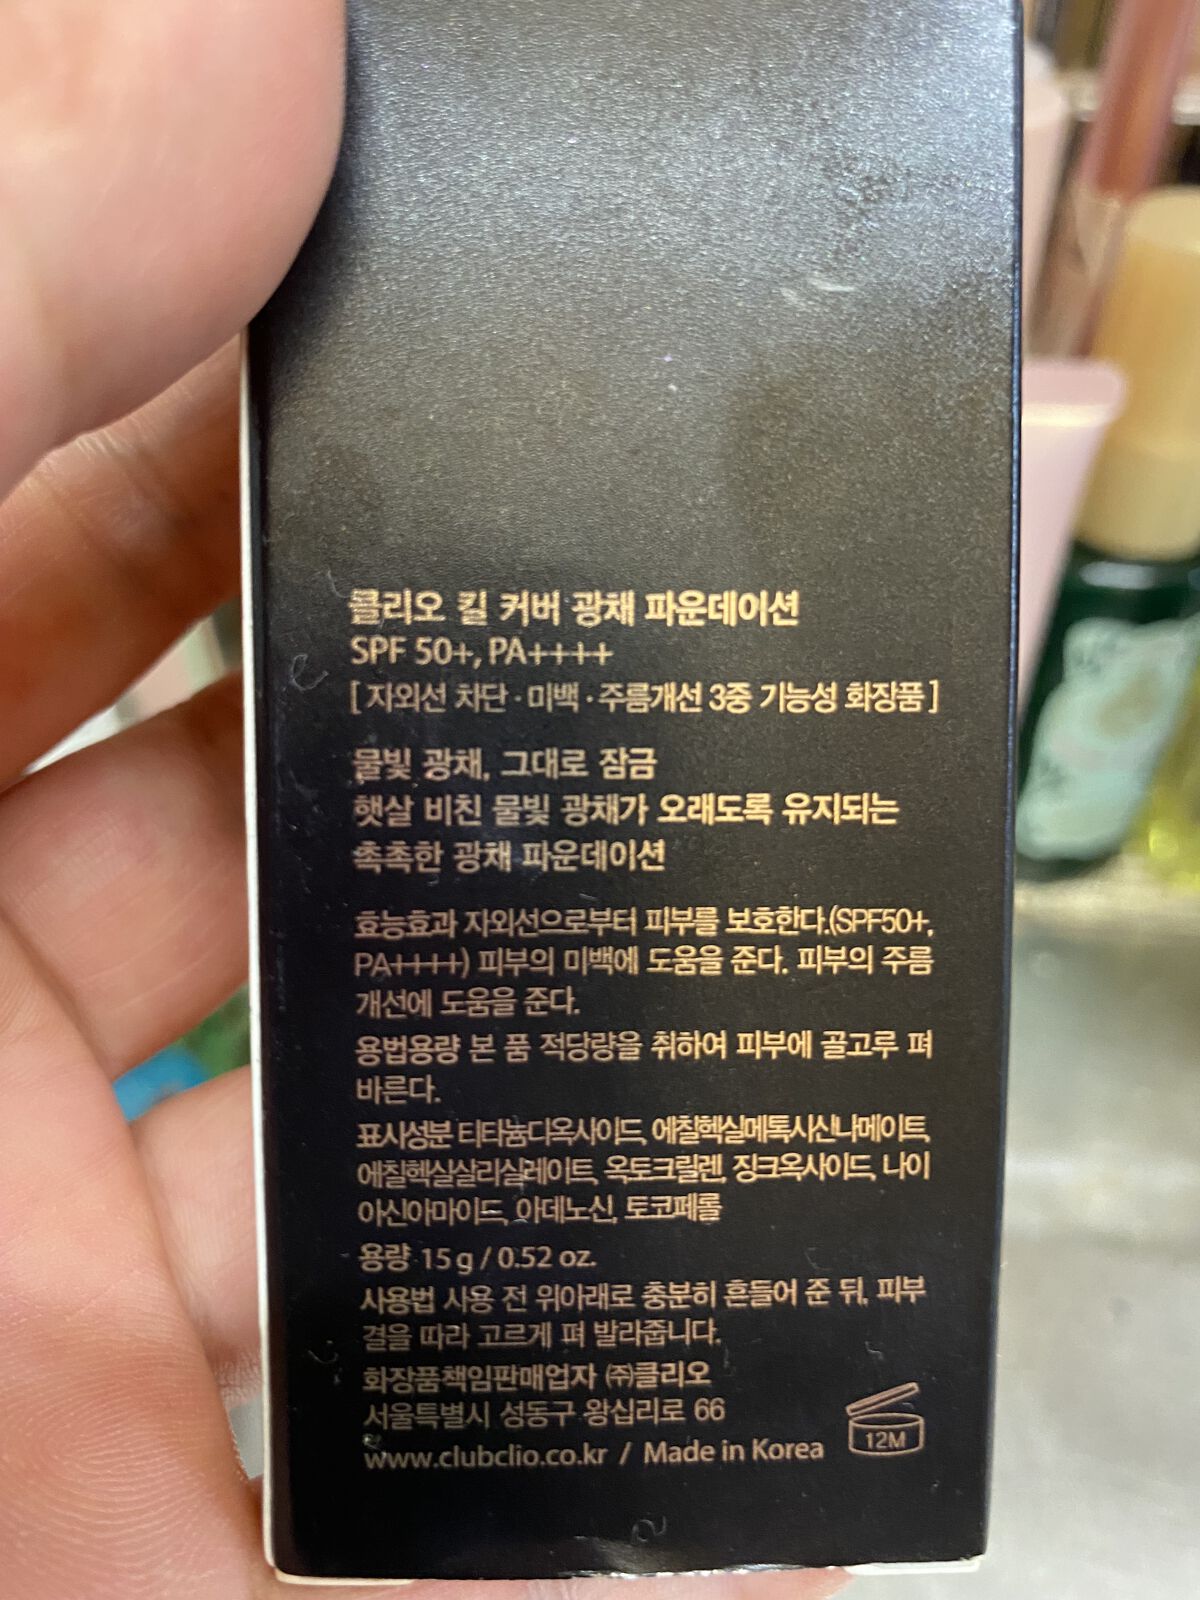 클리오 킬 커버 광채 파운데이션
SPF 50+, PA++++
[ 자외선 차단 · 미백 · 주름개선 3중 기능성 화장품 ]
물빛 광채, 그대로 잠금
햇살 비친 물빛 광채가 오래도록 유지되는
촉촉한 광채 파운데이션
효능효과 자외선으로부터 피부를 보호한다.(SPF50+,
PA++++) 피부의 미백에 도움을 준다. 피부의 주름
개선에 도움을 준다.
용법용량 본 품 적당량을 취하여 피부에 골고루 펴
바른다.
표시성분 티타늄디옥사이드, 에칠헥실메톡시신나메이트,
에칠헥실살리실레이트, 옥토크릴렌, 징크옥사이드, 나이
아신아마이드, 아데노신, 토코페롤
용량 15 g / 0.52 oz.
사용법 사용 전 위아래로 충분히 흔들어 준 뒤, 피부
결을 따라 고르게 펴 발라줍니다.
화장품책임판매업자 ㈜클리오
서울특별시 성동구 왕십리로 66
www.clubclio.co.kr / Made in Korea
12M